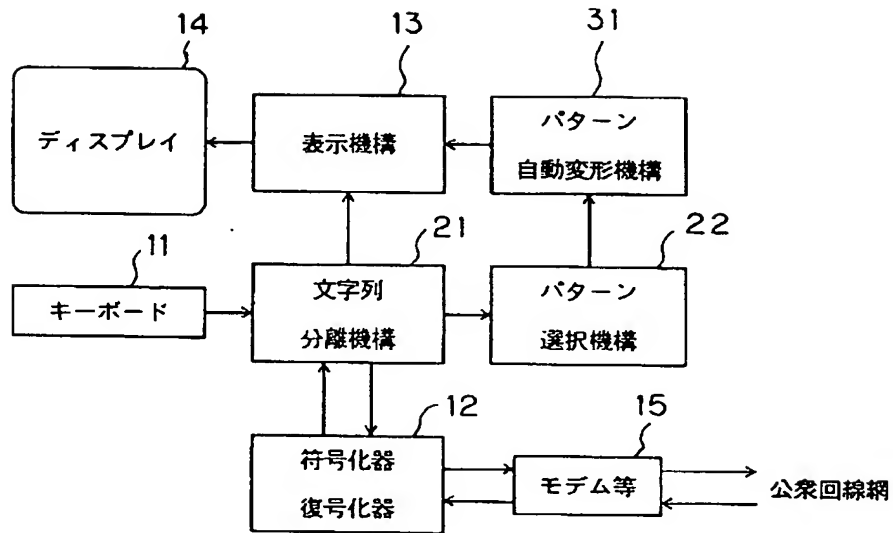 14
13
31
ディスプレイ
表示機構
パターン
自動変形機構
11
21
22
キーボード
文字列
分離機構
パターン
選択機構
12
15
符号化器
復号化器
モデム等
公衆回線網